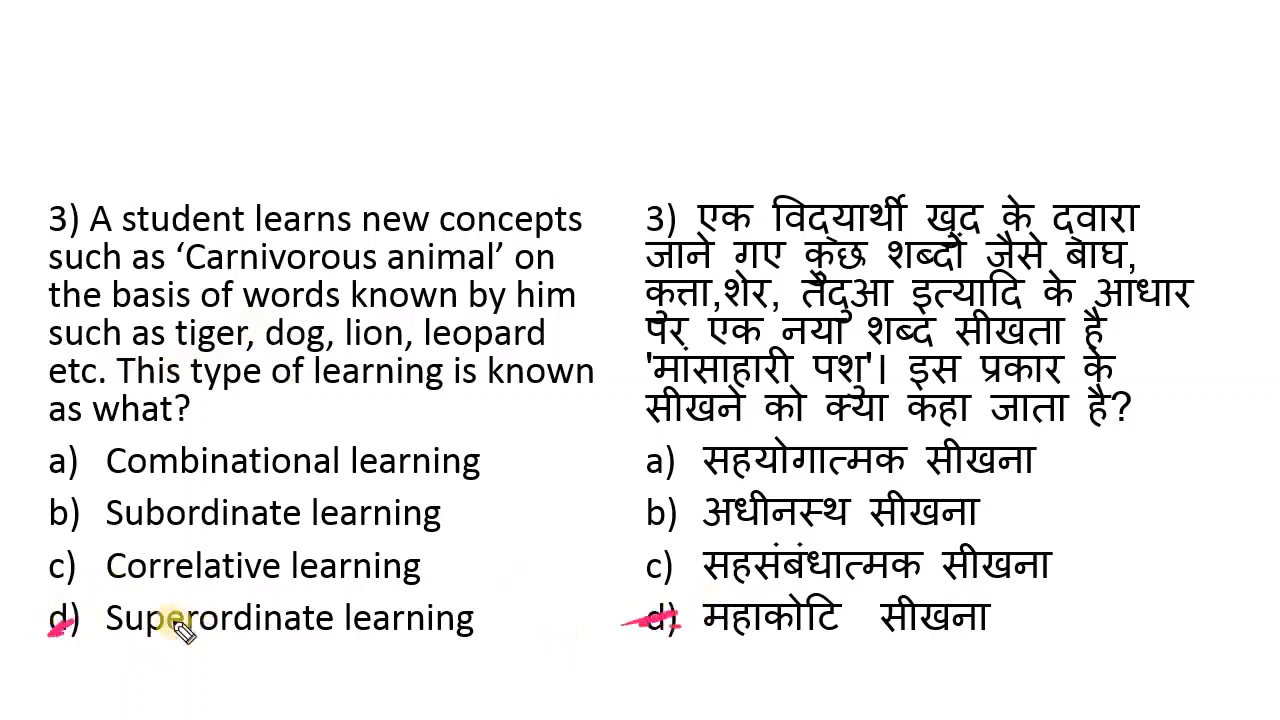 3) A student learns new concepts
such as ‘Carnivorous animal’ on
the basis of words known by him
such as tiger, dog, lion, leopard
etc. This type of learning is known
as what?
a) Combinational learning
b) Subordinate learning
c) Correlative learning
d) Superordinate learning
3) एक विद्यार्थी खुद के द्वारा
जाने गए कुछ शब्दों जैसे बाघ,
कुत्ता,शेर, तेंदुआ इत्यादि के आधार
पर एक नया शब्द सीखता है
'मांसाहारी पशु'। इस प्रकार के
सीखने को क्या कहा जाता है?
a) सहयोगात्मक सीखना
b) अधीनस्थ सीखना
c) सहसंबंधात्मक सीखना
d) महाकोटि सीखना